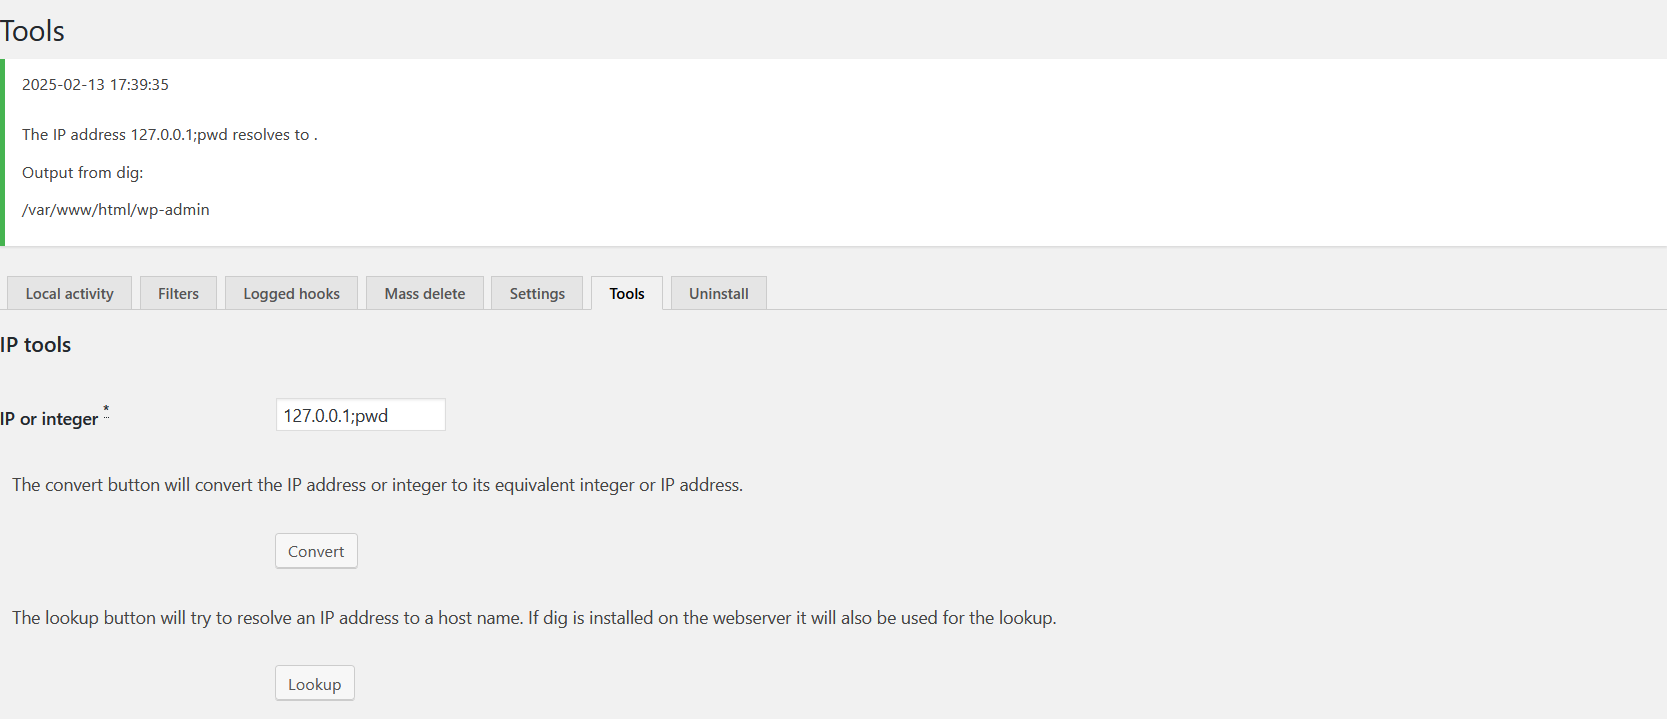 Tools
2025-02-13 17:39:35
The IP address 127.0.0.1;pwd resolves to .
Output from dig:
/var/www/html/wp-admin
Local activity Filters Logged hooks Mass delete Settings Tools Uninstall
IP tools
IP or integer * 127.0.0.1;pwd
The convert button will convert the IP address or integer to its equivalent integer or IP address.
Convert
The lookup button will try to resolve an IP address to a host name. If dig is installed on the webserver it will also be used for the lookup.
Lookup